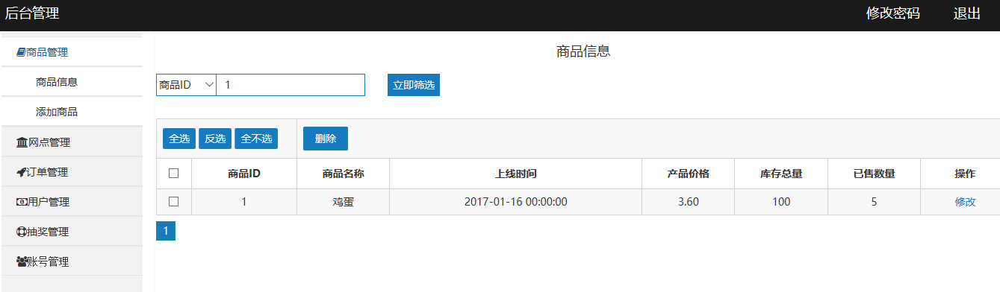 后台管理 修改密码 退出
商品管理
商品信息
添加商品
网点管理
订单管理
用户管理
抽奖管理
账号管理
商品信息
商品ID 1 立即筛选
全选 反选 全不选 删除
商品ID 商品名称 上线时间 产品价格 库存总量 已售数量 操作
1 鸡蛋 2017-01-16 00:00:00 3.60 100 5 修改
1